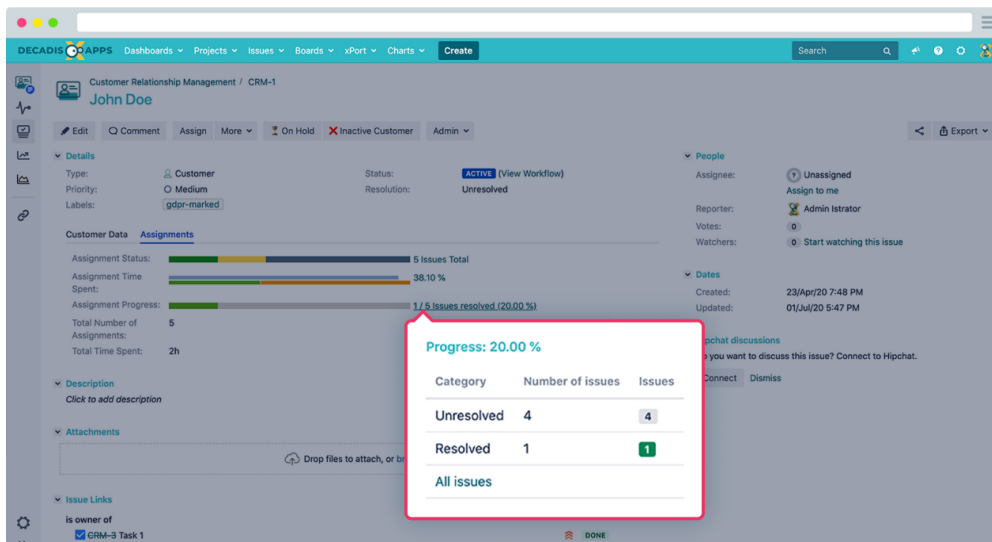 DECADIS APPS Dashboards Projects Issues Boards xPort Charts Create Search
Customer Relationship Management / CRM-1
John Doe
Edit Comment Assign More On Hold Inactive Customer Admin Export
Details
Type: Customer Status: ACTIVE (View Workflow)
Priority: Medium Resolution: Unresolved
Labels: gdpr-marked
Customer Data Assignments
Assignment Status: 5 Issues Total
Assignment Time Spent: 38.10 %
Assignment Progress: 1 / 5 Issues resolved (20.00 %)
Total Number of Assignments: 5
Total Time Spent: 2h
Description
Click to add description
Attachments
Drop files to attach, or
Issue Links
is owner of
CRM-3 Task 1 DONE
People
Assignee: Unassigned
Assign to me
Reporter: Admin Istrator
Votes: 0
Watchers: 0 Start watching this issue
Dates
Created: 23/Apr/20 7:48 PM
Updated: 01/Jul/20 5:47 PM
discussions
you want to discuss this issue? Connect to Hipchat.
Connect Dismiss
Progress: 20.00 %
Category Number of issues Issues
Unresolved 4 4
Resolved 1 1
All issues